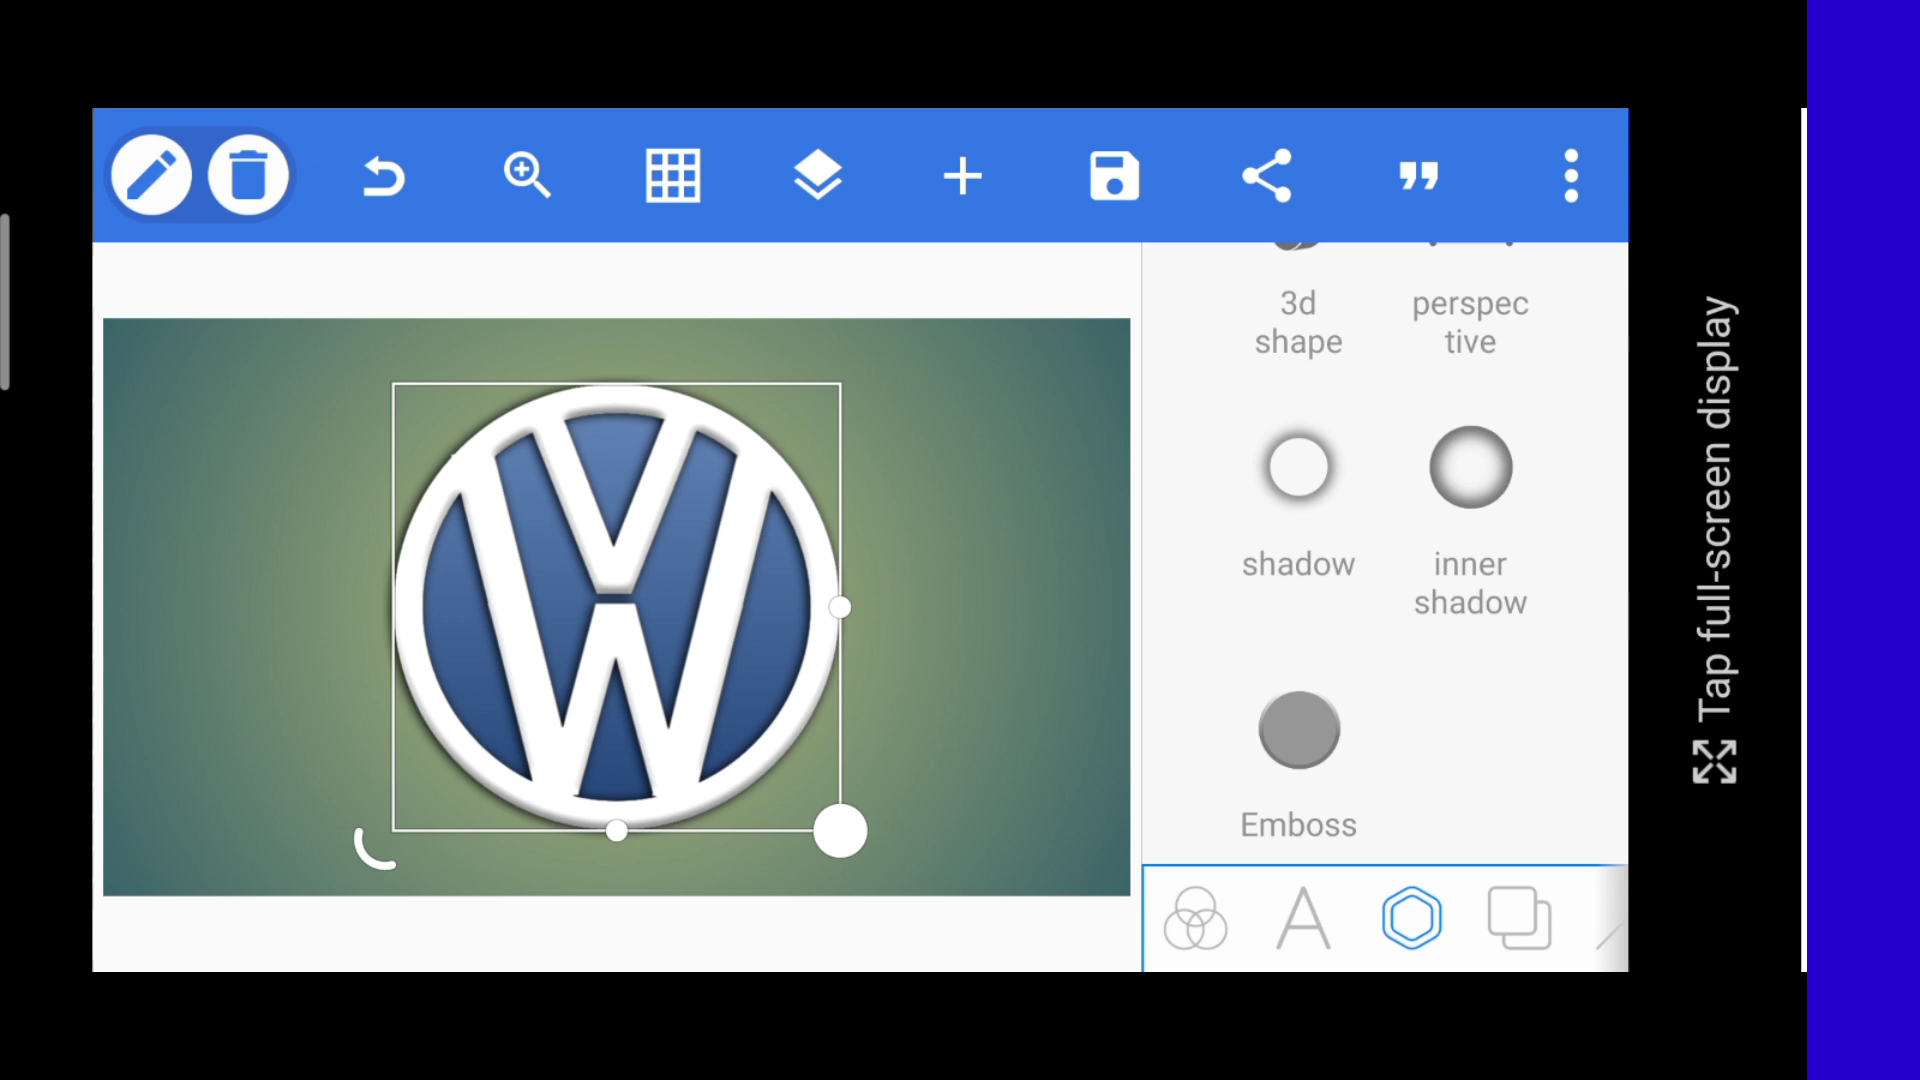 3d
shape
perspec
tive
shadow
inner
shadow
Emboss
Tap full-screen display